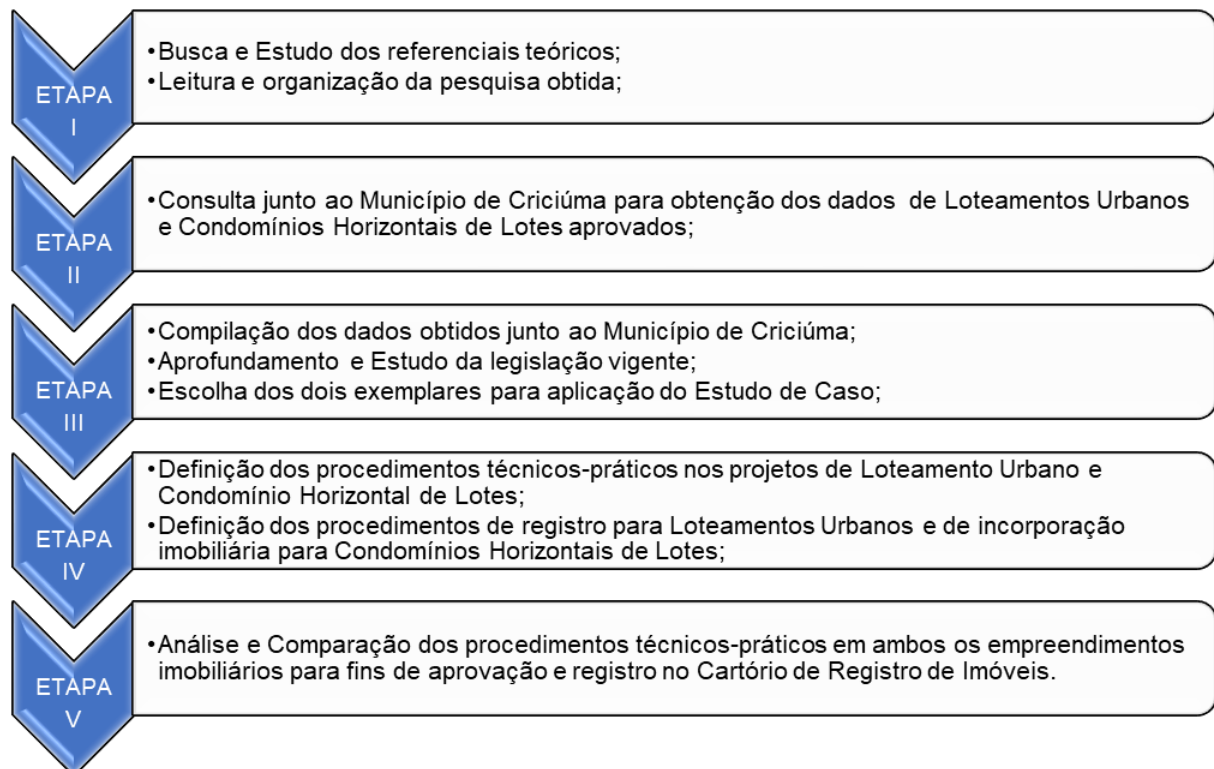 ETAPA
I
•Busca e Estudo dos referenciais teóricos;
•Leitura e organização da pesquisa obtida;
ETAPA
II
•Consulta junto ao Município de Criciúma para obtenção dos dados de Loteamentos Urbanos
e Condomínios Horizontais de Lotes aprovados;
ETAPA
III
•Compilação dos dados obtidos junto ao Município de Criciúma;
•Aprofundamento e Estudo da legislação vigente;
•Escolha dos dois exemplares para aplicação do Estudo de Caso;
ETAPA
IV
•Definição dos procedimentos técnicos-práticos nos projetos de Loteamento Urbano e
Condomínio Horizontal de Lotes;
•Definição dos procedimentos de registro para Loteamentos Urbanos e de incorporação
imobiliária para Condomínios Horizontais de Lotes;
ETAPA
V
•Análise e Comparação dos procedimentos técnicos-práticos em ambos os empreendimentos
imobiliários para fins de aprovação e registro no Cartório de Registro de Imóveis.